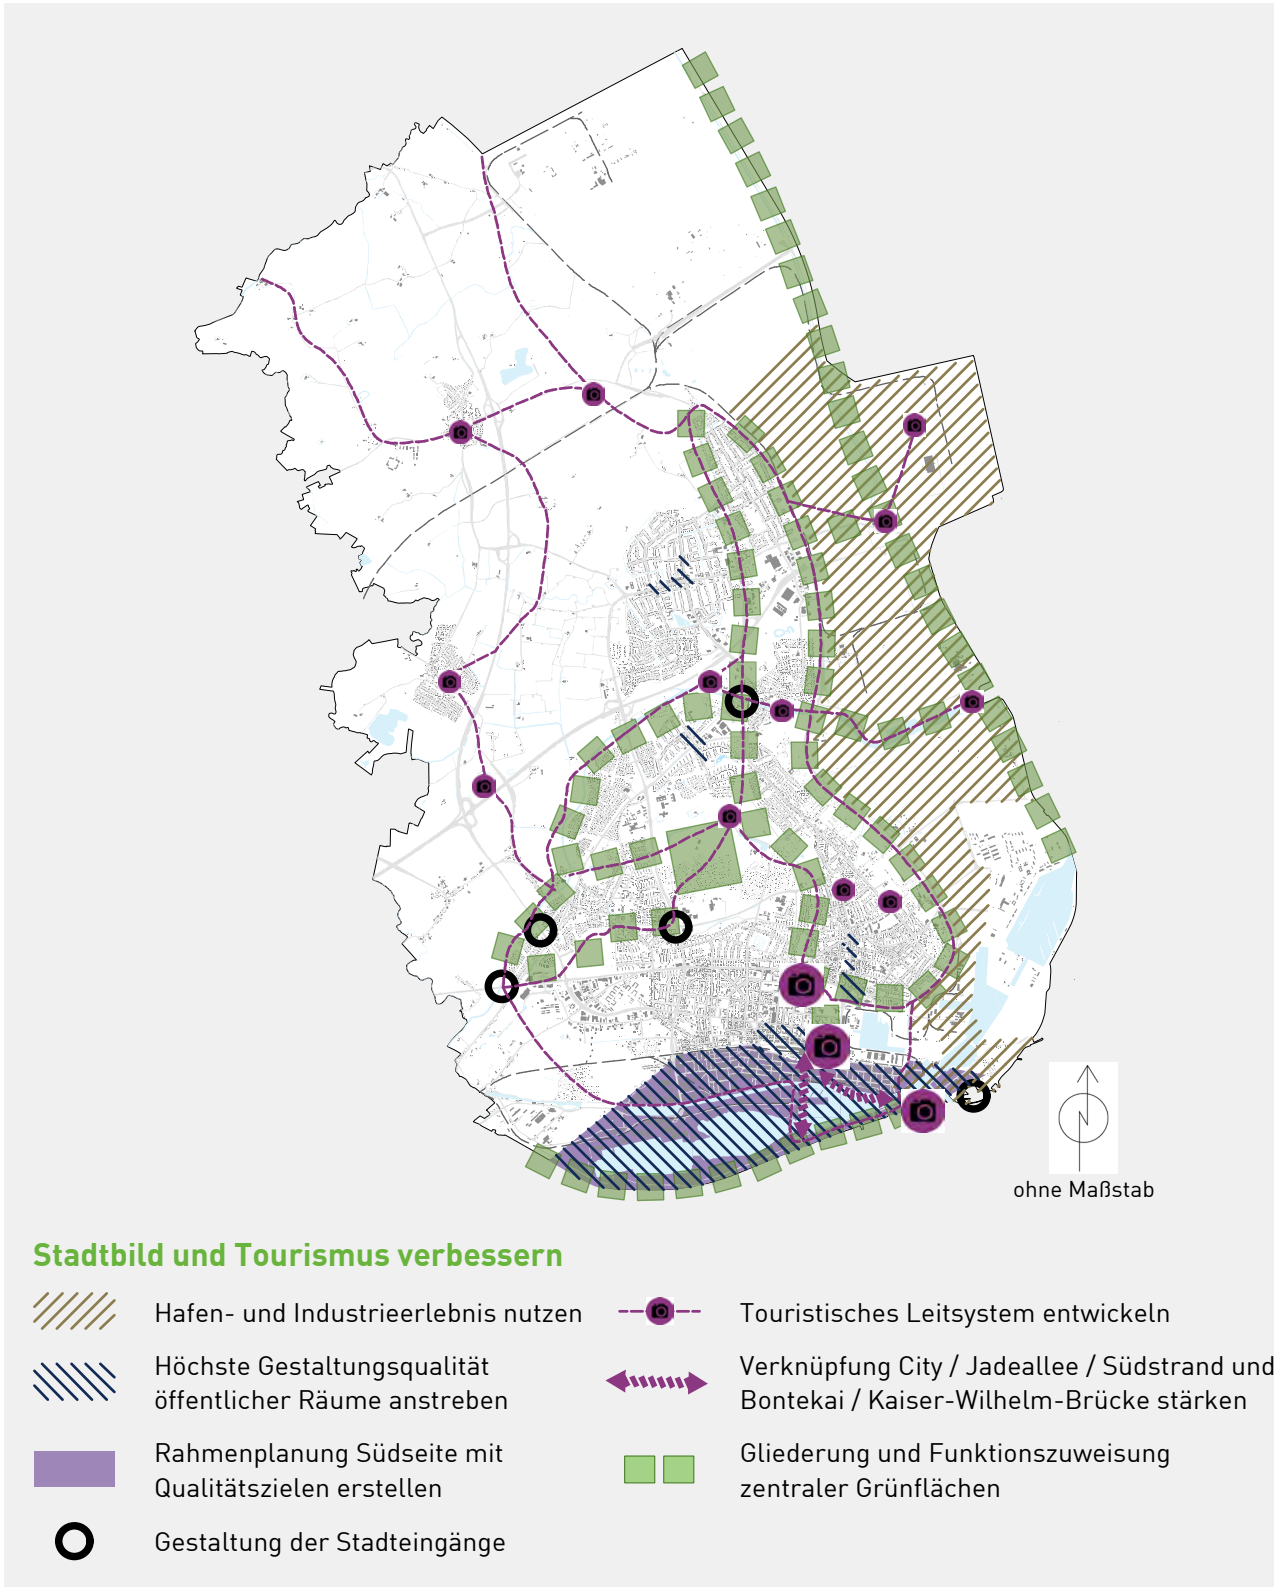 N
ohne Maßstab
Stadtbild und Tourismus verbessern
Hafen- und Industrieerlebnis nutzen
Höchste Gestaltungsqualität
öffentlicher Räume anstreben
Rahmenplanung Südseite mit
Qualitätszielen erstellen
Gestaltung der Stadteingänge
Touristisches Leitsystem entwickeln
Verknüpfung City / Jadeallee / Südstrand und
Bontekai / Kaiser-Wilhelm-Brücke stärken
Gliederung und Funktionszuweisung
zentraler Grünflächen